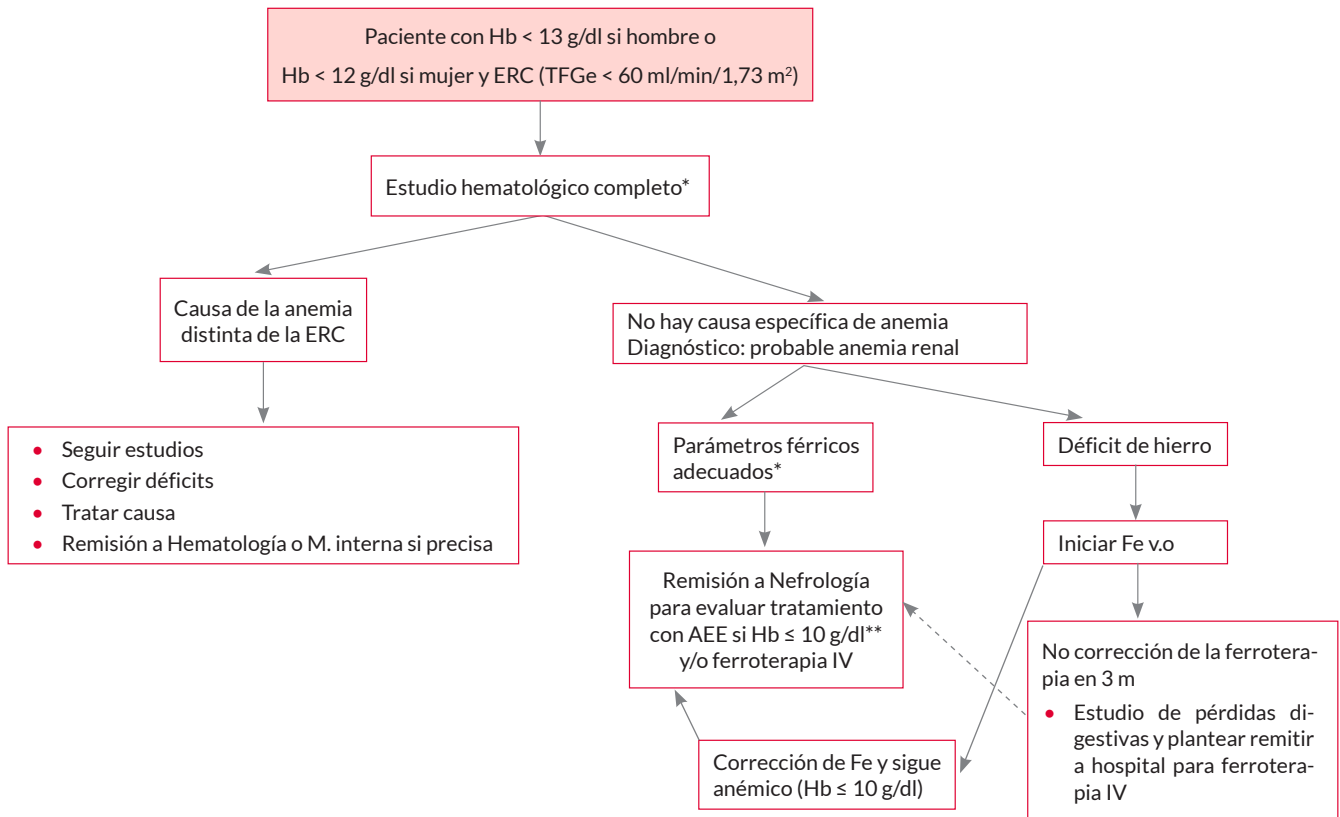 Paciente con Hb < 13 g/dl si hombre o
Hb < 12 g/dl si mujer y ERC (TFGe < 60 ml/min/1,73 m²)
Estudio hematológico completo*
Causa de la anemia
distinta de la ERC
No hay causa específica de anemia
Diagnóstico: probable anemia renal
• Seguir estudios
• Corregir déficits
• Tratar causa
• Remisión a Hematología o M. interna si precisa
Parámetros férricos
adecuados*
Déficit de hierro
Iniciar Fe v.o
Remisión a Nefrología
para evaluar tratamiento
con AEE si Hb ≤ 10 g/dl**
y/o ferroterapia IV
No corrección de la ferrotera-
pia en 3 m
• Estudio de pérdidas di-
gestivas y plantear remitir
a hospital para ferrotera-
pia IV
Corrección de Fe y sigue
anémico (Hb ≤ 10 g/dl)